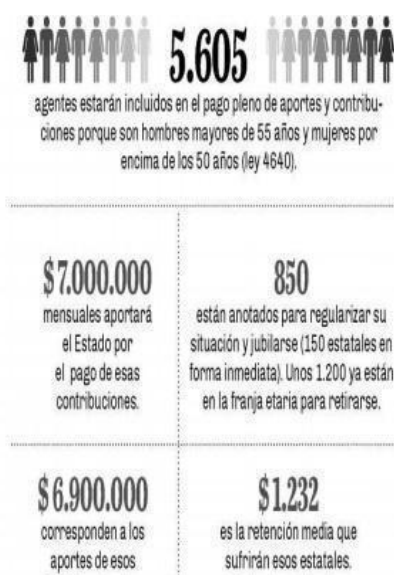 5.605
agentes estarán incluidos en el pago pleno de aportes y contribu-
ciones porque son hombres mayores de 55 años y mujeres por
encima de los 50 años (ley 4640).
$7.000.000
mensuales aportará
el Estado por
el pago de esas
contribuciones.
850
están anotados para regularizar su
situación y jubilarse (150 estatales en
forma inmediata). Unos 1.200 ya están
en la franja etaria para retirarse.
$6.900.000
corresponden a los
aportes de esos
$1.232
es la retención media que
sufrirán esos estatales.